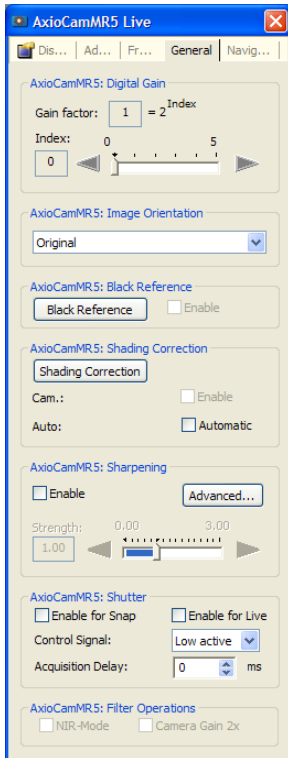 AxioCamMR5 Live
Dis... Ad... Fr... General Navig...
AxioCamMR5: Digital Gain
Gain factor: 1 = 2^Index
Index: 0 5
0
AxioCamMR5: Image Orientation
Original
AxioCamMR5: Black Reference
Black Reference Enable
AxioCamMR5: Shading Correction
Shading Correction
Cam.: Enable
Auto: Automatic
AxioCamMR5: Sharpening
Enable Advanced...
Strength: 0.00 3.00
1.00
AxioCamMR5: Shutter
Enable for Snap Enable for Live
Control Signal: Low active
Acquisition Delay: 0 ms
AxioCamMR5: Filter Operations
NIR-Mode Camera Gain 2x